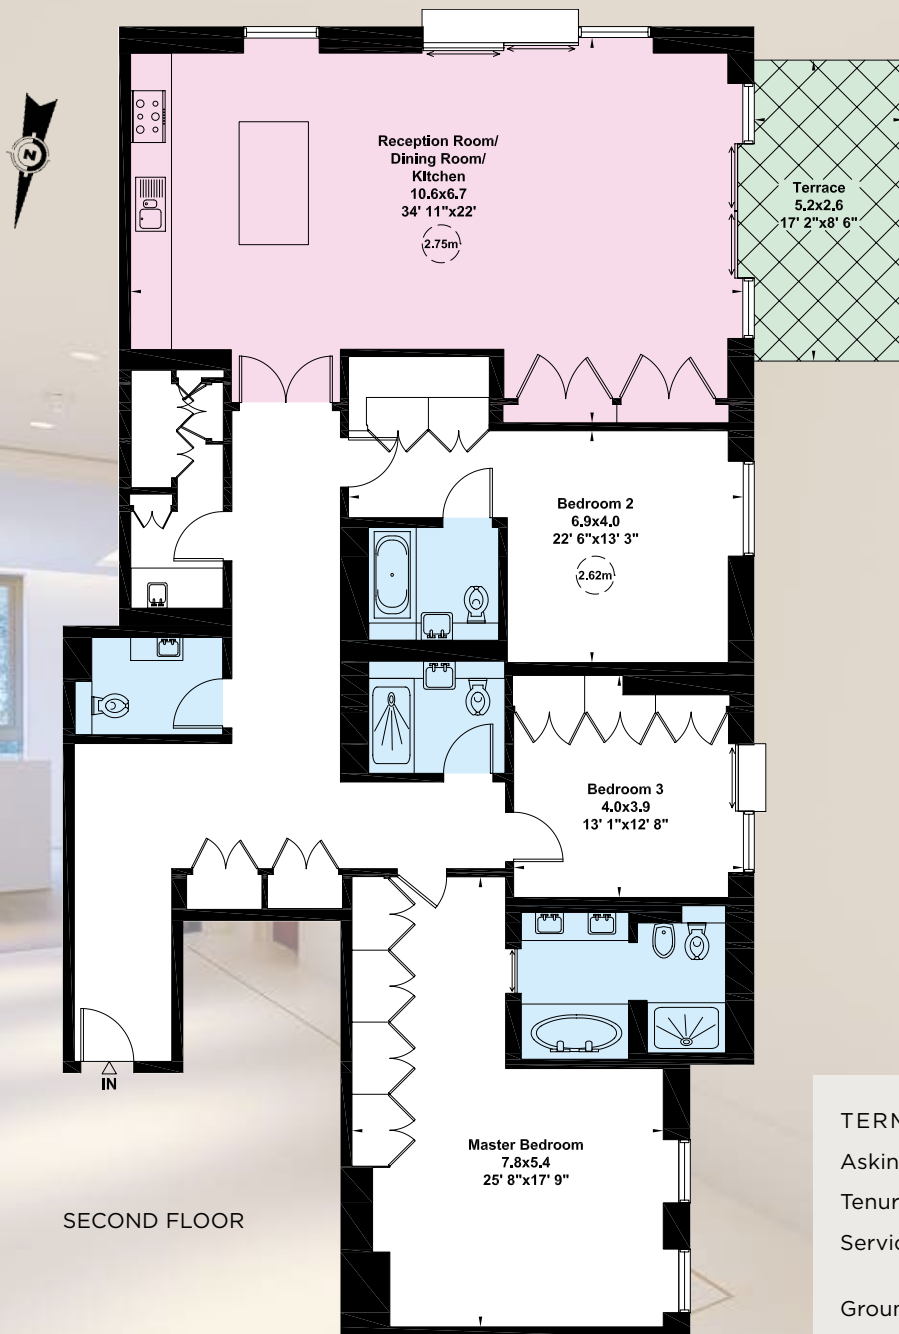 N
Reception Room/
Dining Room/
Kitchen
10.6x6.7
34' 11"x22'
2.75m
Terrace
5.2x2.6
17' 2"x8' 6"
Bedroom 2
6.9x4.0
22' 6"x13' 3"
2.62m
Bedroom 3
4.0x3.9
13' 1"x12' 8"
IN
Master Bedroom
7.8x5.4
25' 8"x17' 9"
SECOND FLOOR
TERM
Askin
Tenur
Servic
Groun